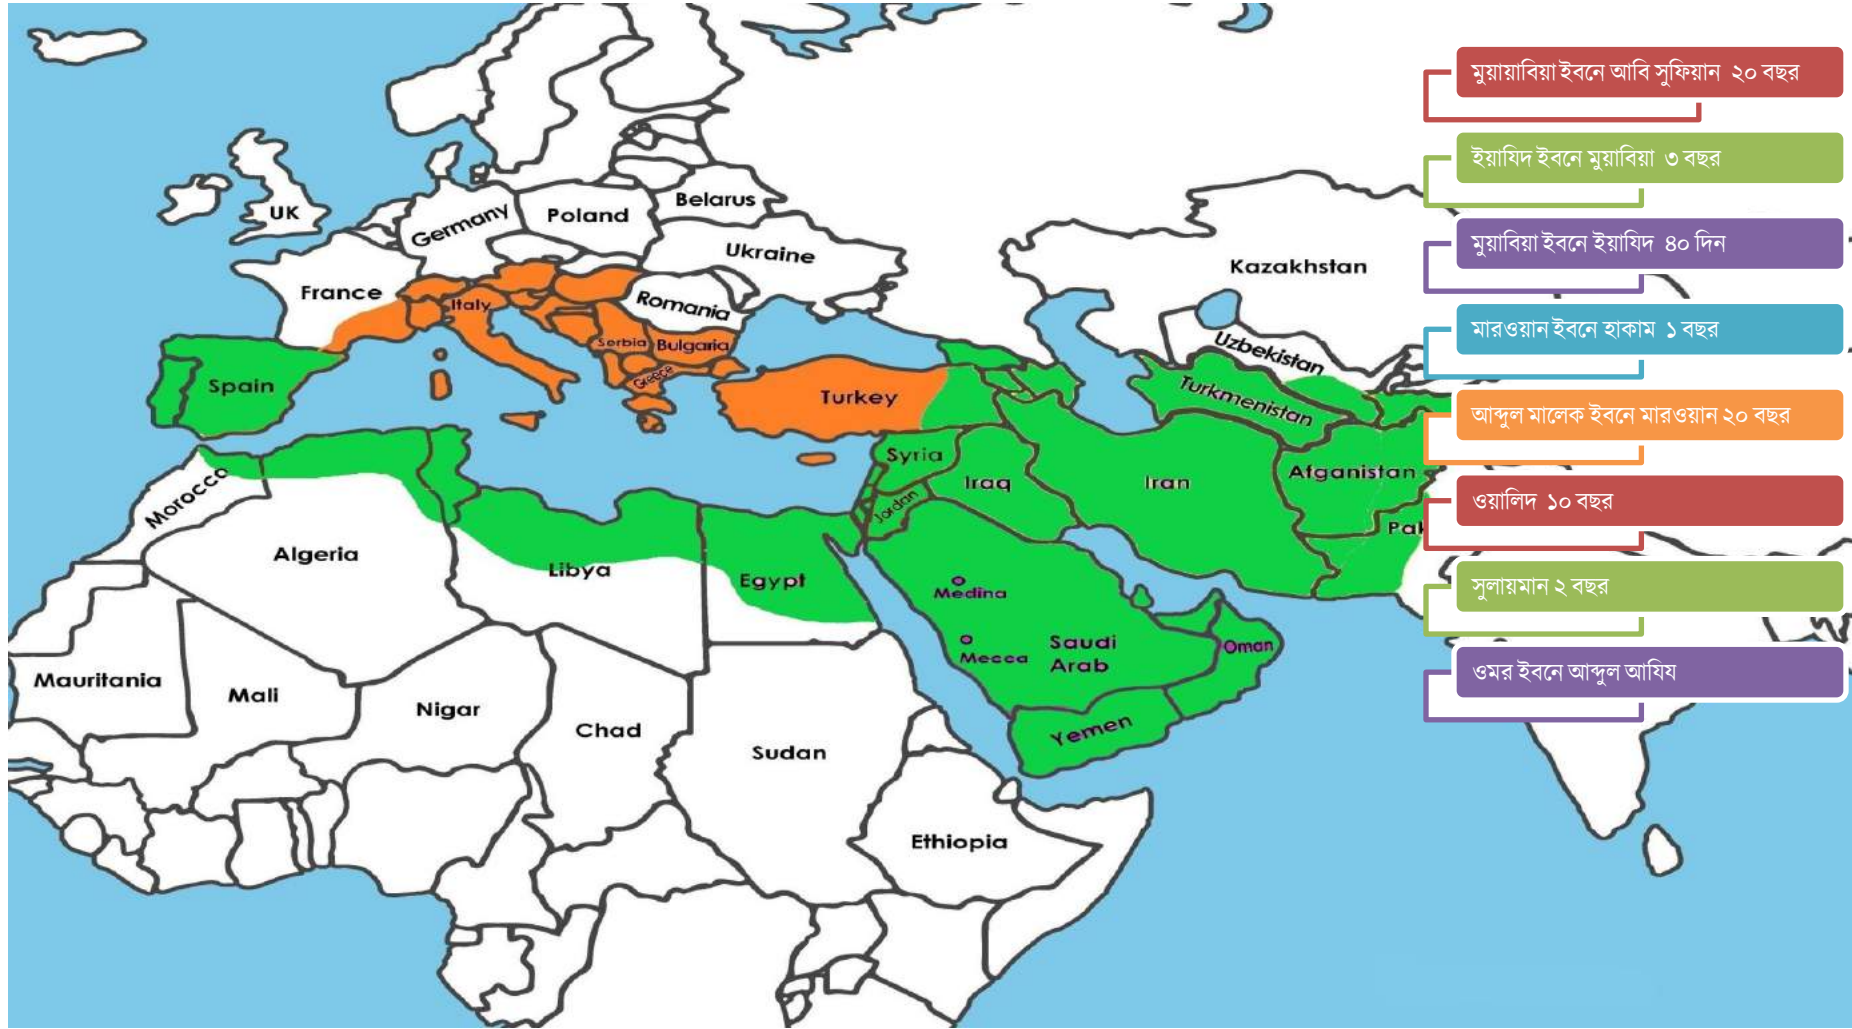 মুয়ায়াবিয়া ইবনে আবি সুফিয়ান ২০ বছর
ইয়াযিদ ইবনে মুয়াবিয়া ৩ বছর
মুয়াবিয়া ইবনে ইয়াযিদ ৪০ দিন
মারওয়ান ইবনে হাকাম ১ বছর
আব্দুল মালেক ইবনে মারওয়ান ২০ বছর
ওয়ালিদ ১০ বছর
সুলায়মান ২ বছর
ওমর ইবনে আব্দুল আযিয
UK
Germany
Poland
Belarus
Ukraine
Kazakhstan
France
Italy
Romania
Serbia
Bulgaria
Greece
Uzbekistan
Spain
Turkey
Turkmenistan
Morocco
Syria
Iraq
Iran
Afganistan
Jordan
Pak
Algeria
Libya
Egypt
Medina
Mecca
Saudi
Arab
Oman
Mauritania
Mali
Nigar
Chad
Sudan
Yemen
Ethiopia